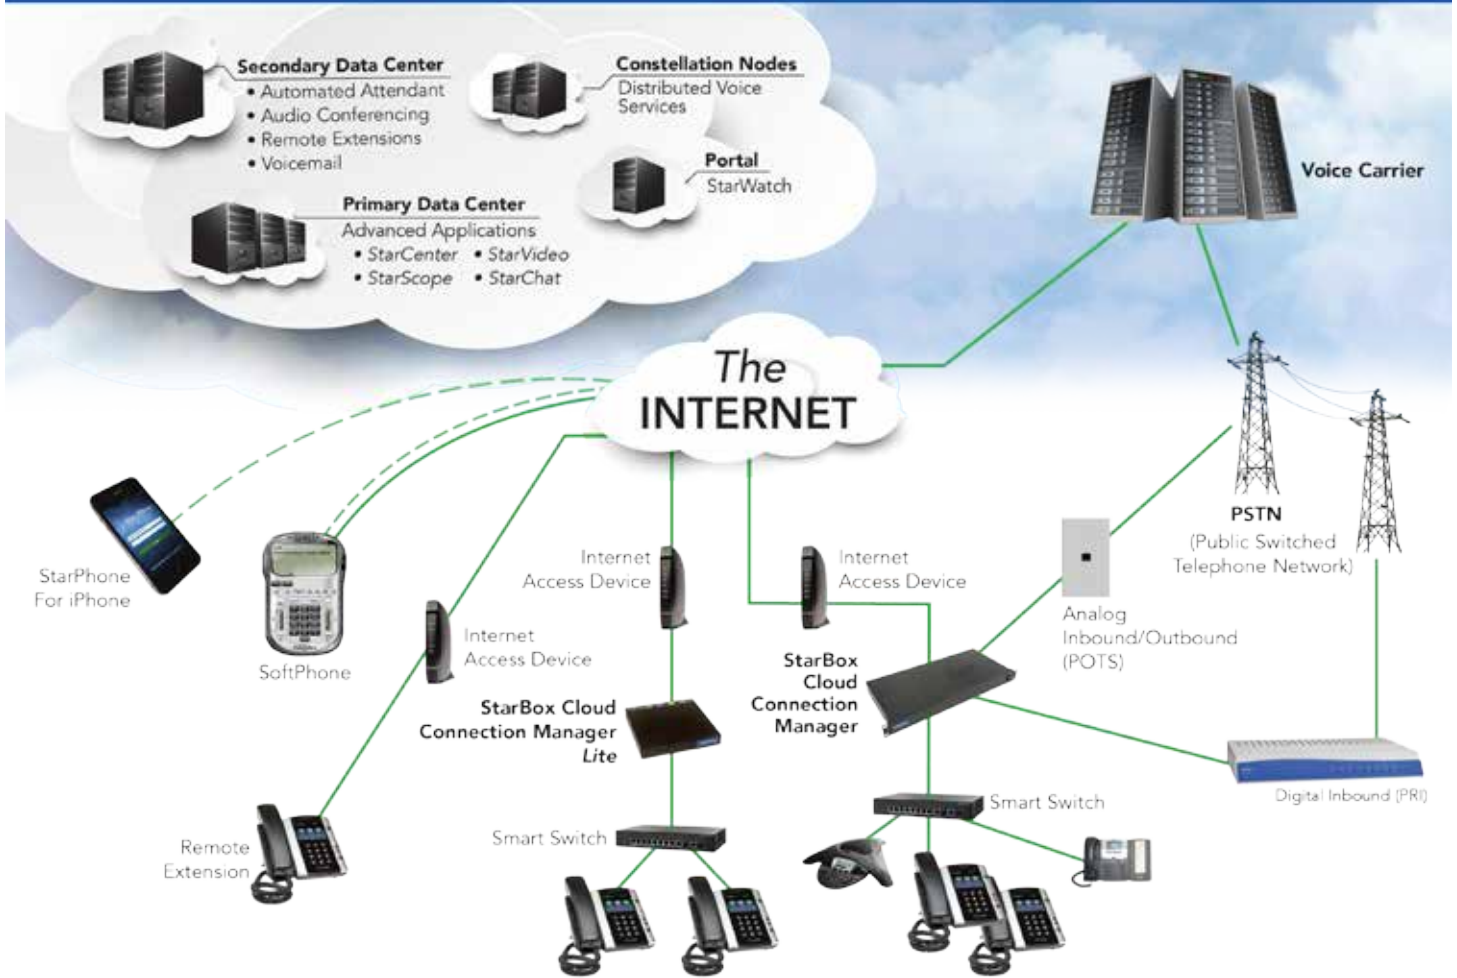 Secondary Data Center
• Automated Attendant
• Audio Conferencing
• Remote Extensions
• Voicemail
Constellation Nodes
Distributed Voice
Services
Portal
StarWatch
Primary Data Center
Advanced Applications
• StarCenter • StarVideo
• StarScope • StarChat
Voice Carrier
The
INTERNET
StarPhone
For iPhone
SoftPhone
Internet
Access Device
Internet
Access Device
Internet
Access Device
PSTN
(Public Switched
Telephone Network)
Analog
Inbound/Outbound
(POTS)
StarBox Cloud
Connection Manager
Lite
StarBox
Cloud
Connection
Manager
Digital Inbound (PRI)
Remote
Extension
Smart Switch
Smart Switch